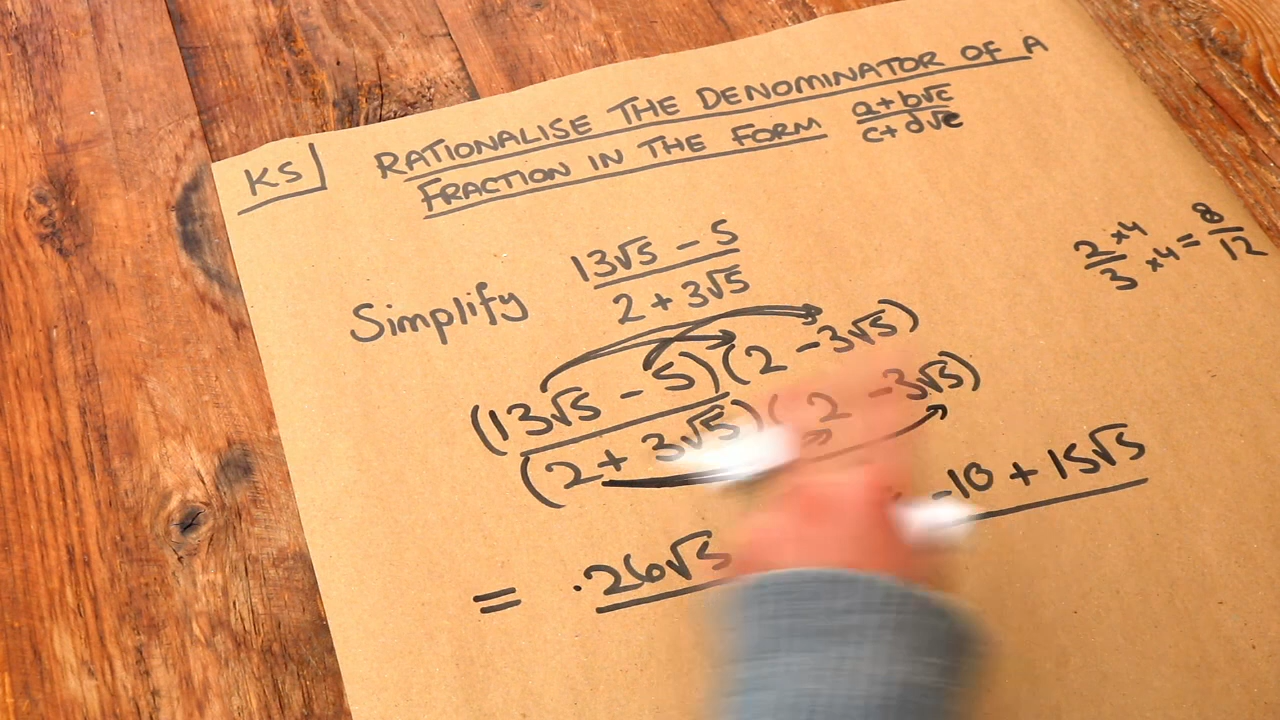 KS
RATIONALISE THE DENOMINATOR OF A
FRACTION IN THE FORM (a+b√c)/(c+d√e)
2/3 ×4/×4 = 8/12
Simplify (13√5 - 5)/(2 + 3√5)
(13√5 - 5)(2 - 3√5)
(2 + 3√5)(2 - 3√5)
= 26√5 -10 + 15√5